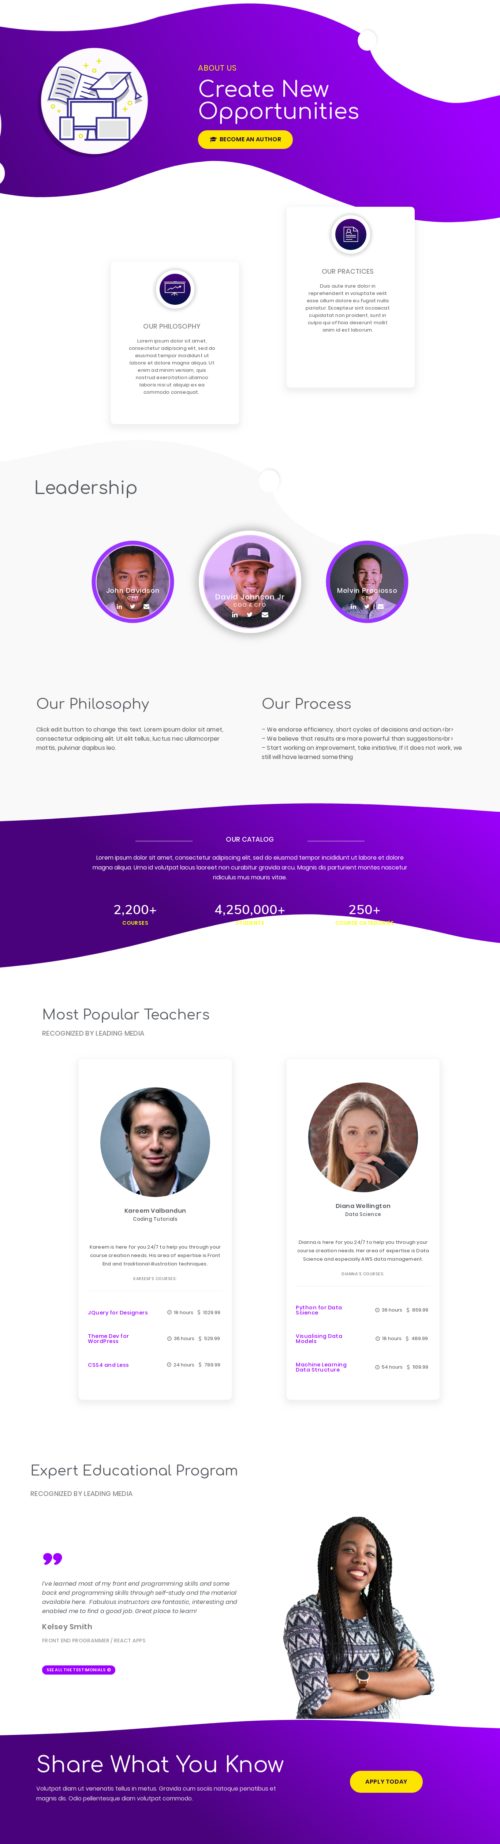 ABOUT US
Create New
Opportunities
BECOME AN AUTHOR
OUR PRACTICES
Duis aute irure dolor in
reprehenderit in voluptate velit
esse cillum dolore eu fugiat nulla
pariatur. Excepteur sint occaecat
cupidatat non proident, sunt in
culpa qui officia deserunt mollit
anim id est laborum.
OUR PHILOSOPHY
Lorem ipsum dolor sit amet,
consectetur adipiscing elit, sed do
eiusmod tempor incididunt ut
labore et dolore magna aliqua. Ut
enim ad minim veniam, quis
nostrud exercitation ullamco
laboris nisi ut aliquip ex ea
commodo consequat.
Leadership
John Davidson
David Johnson Jr
COO & CFO
Melvin Praciosso
Our Philosophy
Click edit button to change this text. Lorem ipsum dolor sit amet,
consectetur adipiscing elit. Ut elit tellus, luctus nec ullamcorper
mattis, pulvinar dapibus leo.
Our Process
– We endorse efficiency, short cycles of decisions and action.<br>
– We believe that results are more powerful than suggestions<br>
– Start working on improvement, take initiative, If it does not work, we
still will have learned something
OUR CATALOG
Lorem ipsum dolor sit amet, consectetur adipiscing elit, sed do eiusmod tempor incididunt ut labore et dolore
magna aliqua. Urna id volutpat lacus laoreet non curabitur gravida arcu. Magnis dis parturient montes nascetur
ridiculus mus mauris vitae.
2,200+
4,250,000+
250+
COURSES
Most Popular Teachers
RECOGNIZED BY LEADING MEDIA
Kareem Valbandun
Coding Tutorials
Kareem is here for you 24/7 to help you through your
course creation needs. His area of expertise is Front
End and traditional illustration techniques.
KAREEM'S COURSES:
JQuery for Designers 18 hours $ 1029.99
Theme Dev for
WordPress
36 hours $ 529.99
CSS4 and Less 24 hours $ 799.99
Diana Wellington
Data Science
Dianna is here for you 24/7 to help you through your
course creation needs. Her area of expertise is Data
Science and especially AWS data management.
DIANNA'S COURSES:
Python for Data
Science
36 hours $ 859.99
Visualising Data
Models
16 hours $ 469.99
Machine Learning
Data Structure
54 hours $ 1109.99
Expert Educational Program
RECOGNIZED BY LEADING MEDIA
I've learned most of my front end programming skills and some
back end programming skills through self-study and the material
available here. Fabulous instructors are fantastic, interesting and
enabled me to find a good job. Great place to learn!
Kelsey Smith
FRONT END PROGRAMMER / REACT APPS
SEE ALL THE TESTIMONIALS
Share What You Know
Volutpat diam ut venenatis tellus in metus. Gravida cum sociis natoque penatibus et
magnis dis. Odio pellentesque diam volutpat commodo.
APPLY TODAY